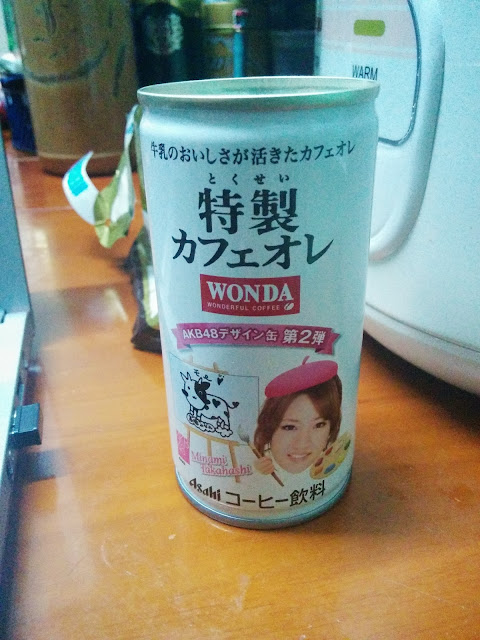 WARM
牛乳のおいしさが活きたカフェオレ
とくせい
特製
カフェオレ
WONDA
WONDERFUL COFFEE
AKB48デザイン缶 第2弾
モォ〜
Minami
Takahashi
Asahi コーヒー飲料